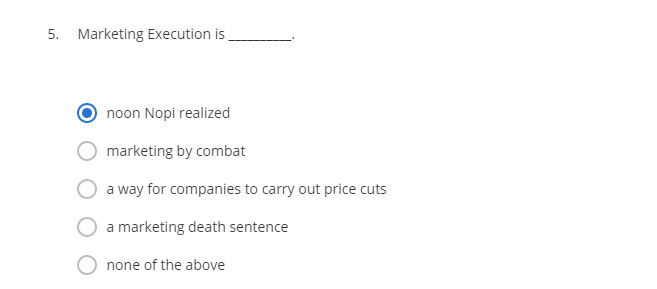 5. Marketing Execution is __________.
noon Nopi realized
marketing by combat
a way for companies to carry out price cuts
a marketing death sentence
none of the above